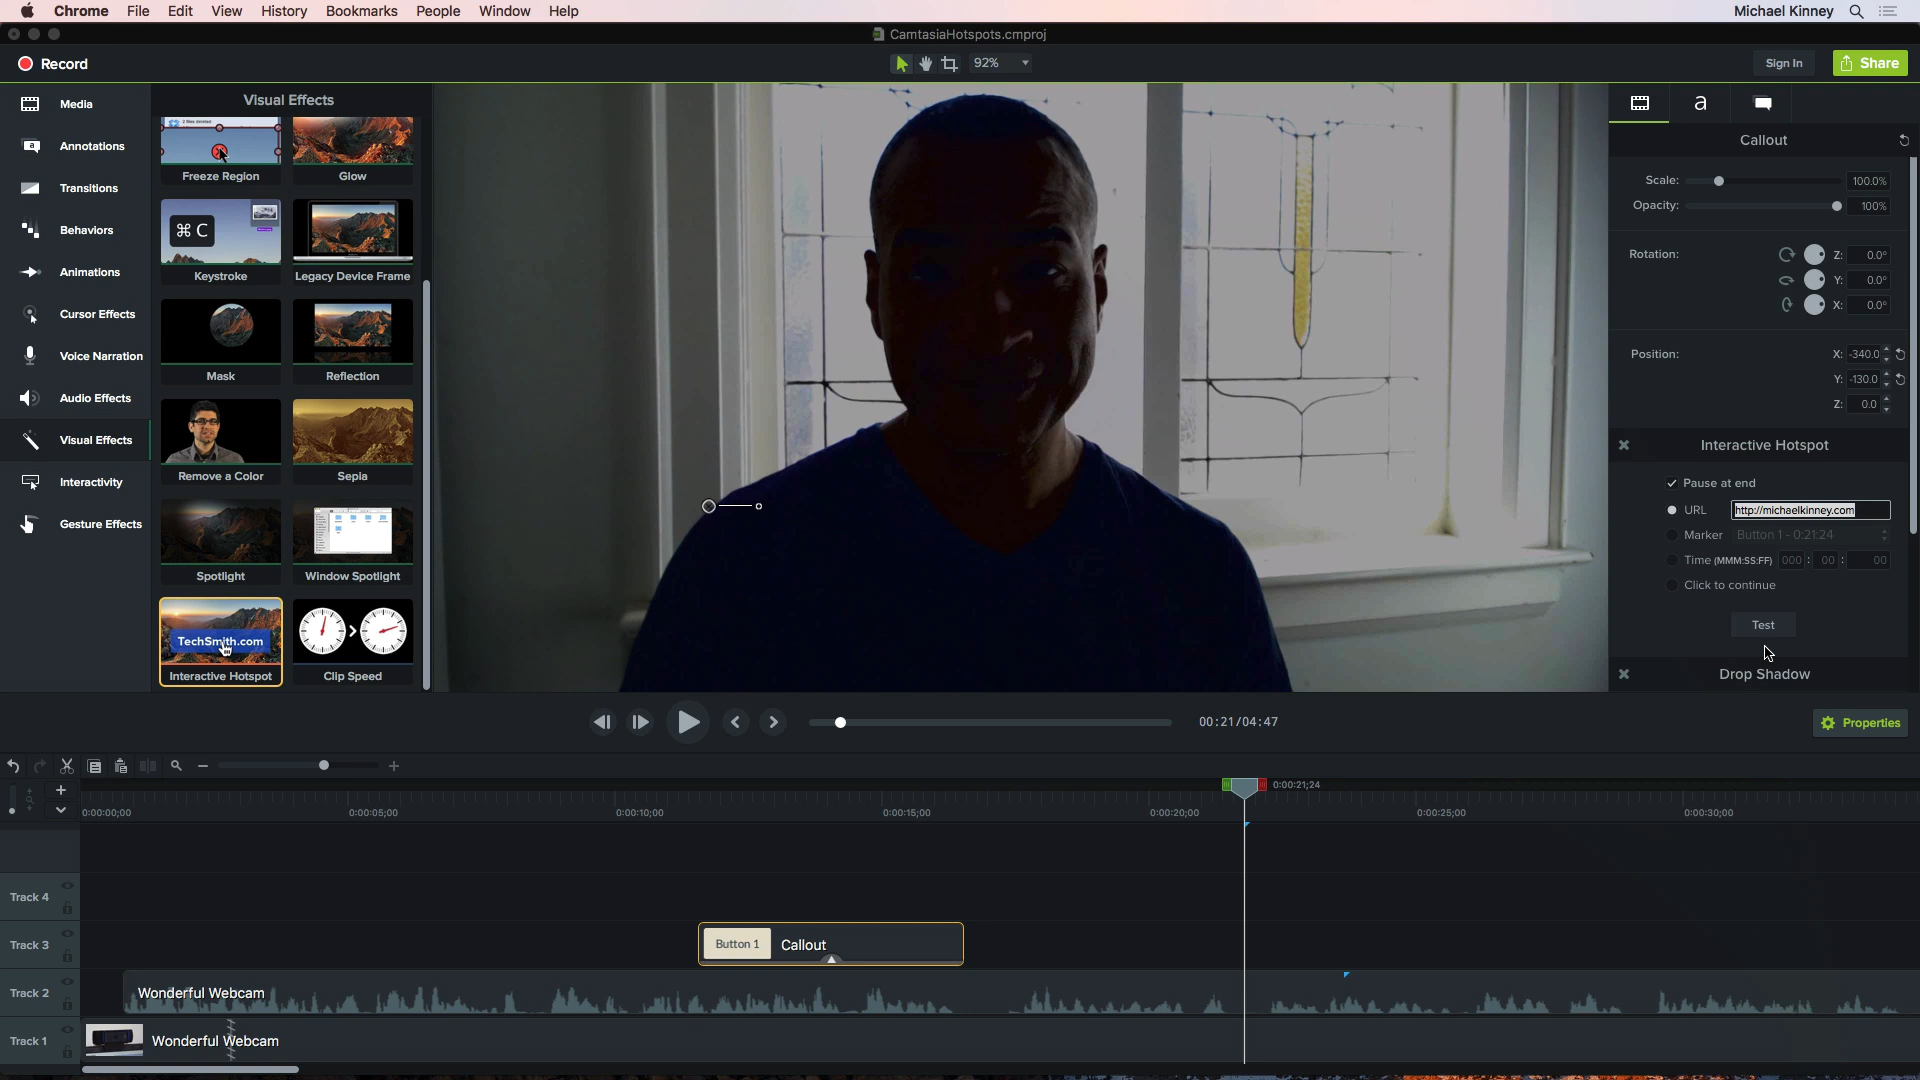 Chrome File Edit View History Bookmarks People Window Help Michael Kinney
CamtasiaHotspots.cmproj
Record 92% Sign In Share
Media
Annotations
Transitions
Behaviors
Animations
Cursor Effects
Voice Narration
Audio Effects
Visual Effects
Interactivity
Gesture Effects
Visual Effects
Freeze Region Glow
⌘ C
Keystroke Legacy Device Frame
Mask Reflection
Remove a Color Sepia
Spotlight Window Spotlight
TechSmith.com
Interactive Hotspot Clip Speed
a
Callout
Scale: 100.0%
Opacity: 100%
Rotation: Z: 0.0°
Y: 0.0°
X: 0.0°
Position: X: -340.0
Y: -130.0
Z: 0.0
Interactive Hotspot
Pause at end
URL http://michaelkinney.com
Marker Button 1 - 0:21:24
Time (MMM:SS:FF) 000 : 00 : 00
Click to continue
Test
Drop Shadow
00:21/04:47
Properties
0:00:21;24
0:00:00;00 0:00:05;00 0:00:10;00 0:00:15;00 0:00:20;00 0:00:25;00 0:00:30;00
Track 4
Track 3 Button 1 Callout
Track 2 Wonderful Webcam
Track 1 Wonderful Webcam